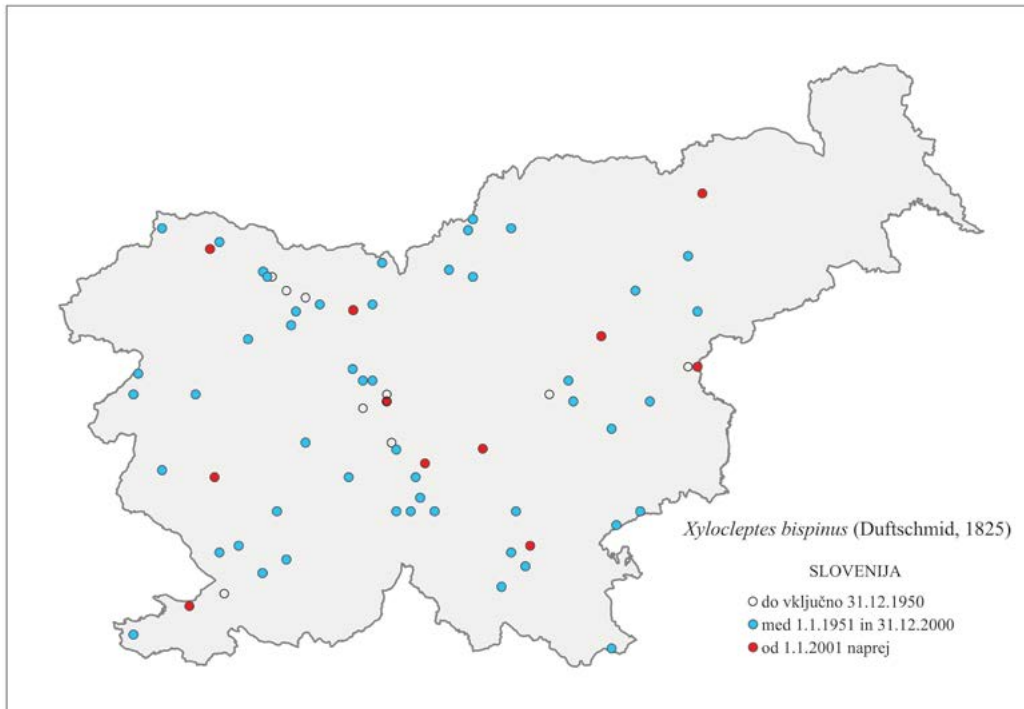 Xylocleptes bispinus (Duftschmid, 1825)
SLOVENIJA
do vključno 31.12.1950
med 1.1.1951 in 31.12.2000
od 1.1.2001 naprej